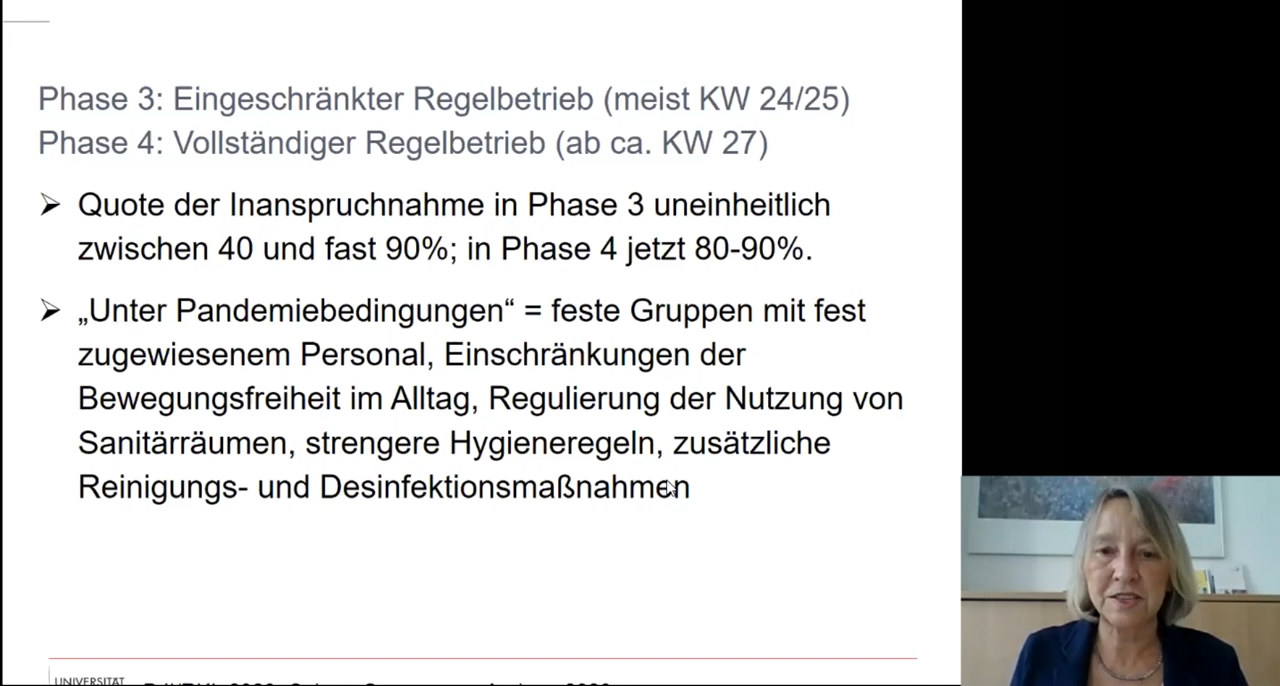 Phase 3: Eingeschränkter Regelbetrieb (meist KW 24/25)
Phase 4: Vollständiger Regelbetrieb (ab ca. KW 27)
➢ Quote der Inanspruchnahme in Phase 3 uneinheitlich
zwischen 40 und fast 90%; in Phase 4 jetzt 80-90%.
➢ „Unter Pandemiebedingungen“ = feste Gruppen mit fest
zugewiesenem Personal, Einschränkungen der
Bewegungsfreiheit im Alltag, Regulierung der Nutzung von
Sanitärräumen, strengere Hygieneregeln, zusätzliche
Reinigungs- und Desinfektionsmaßnahmen
UNIVERSITÄT